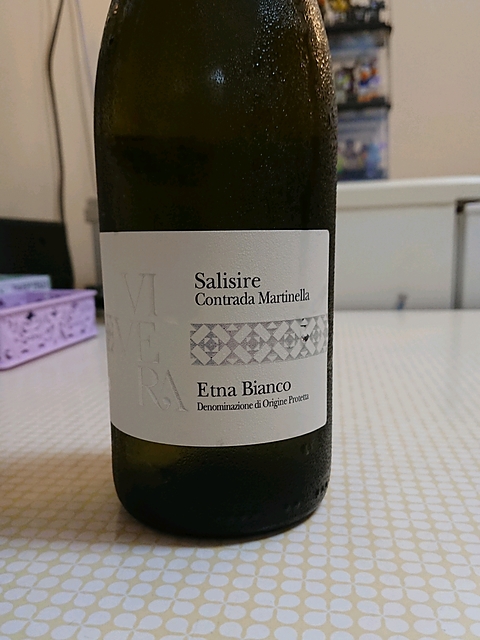 VI
VE
RA
Salisire
Contrada Martinella
Etna Bianco
Denominazione di Origine Protetta